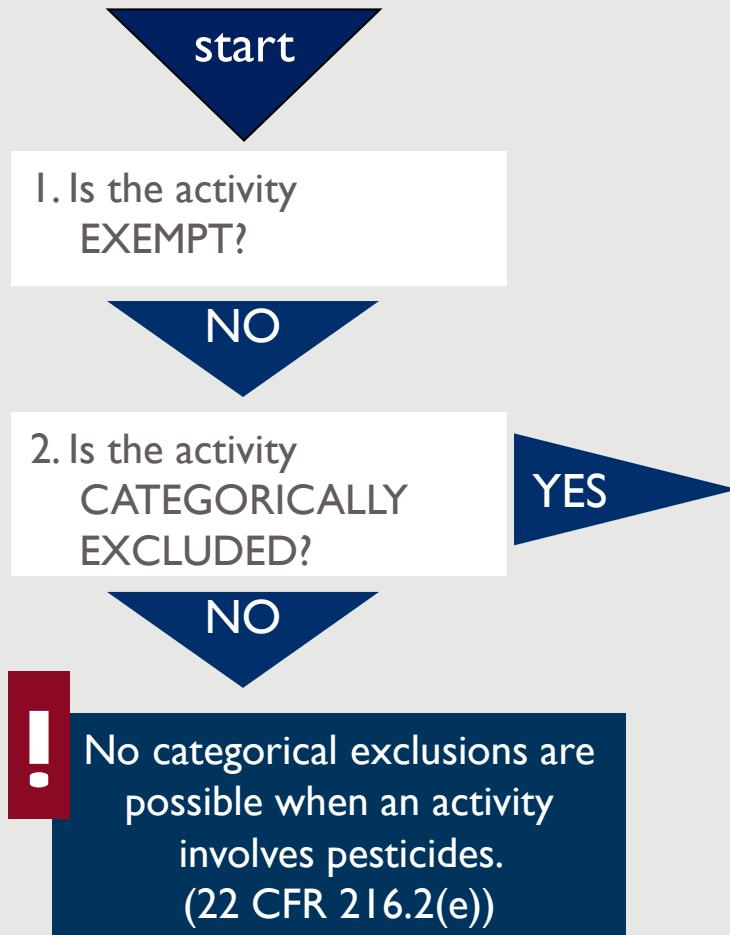 start
1. Is the activity
EXEMPT?
NO
2. Is the activity
CATEGORICALLY
EXCLUDED?
YES
NO
!
No categorical exclusions are
possible when an activity
involves pesticides.
(22 CFR 216.2(e))